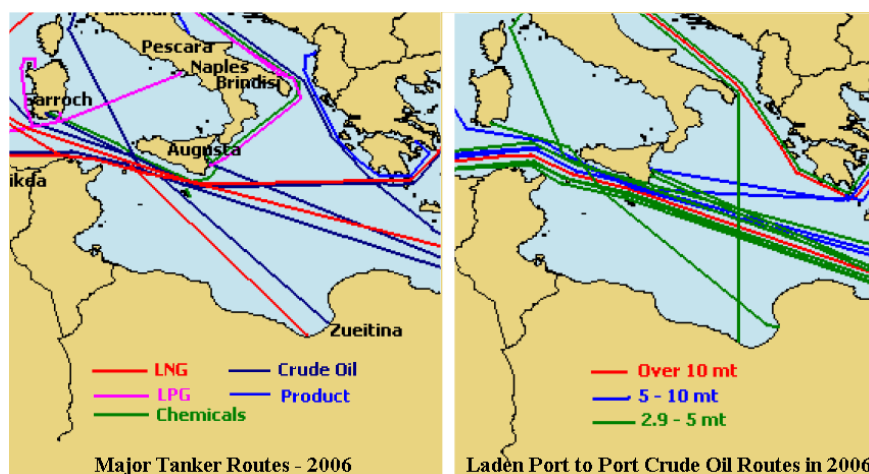 Pescara
Naples
Brindisi
Sarroch
Augusta
Zueitina
LNG
Crude Oil
LPG
Product
Chemicals
Major Tanker Routes - 2006
Over 10 mt
5 - 10 mt
2.9 - 5 mt
Laden Port to Port Crude Oil Routes in 2006